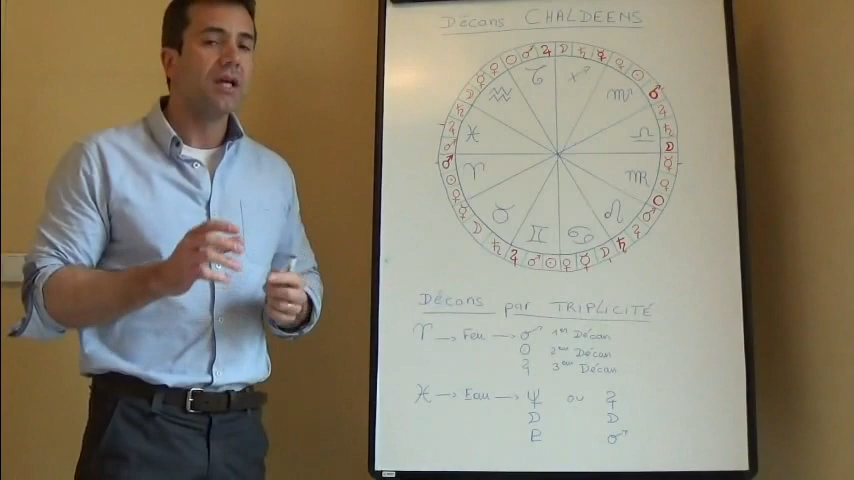 Décans CHALDEENS
Décans par TRIPLICITÉ
♈ → Feu → ♂ 1er Décan
☉ 2ème Décan
♃ 3ème Décan
♓ → Eau → ♆ ou ♃
☽ ☽
♇ ♂